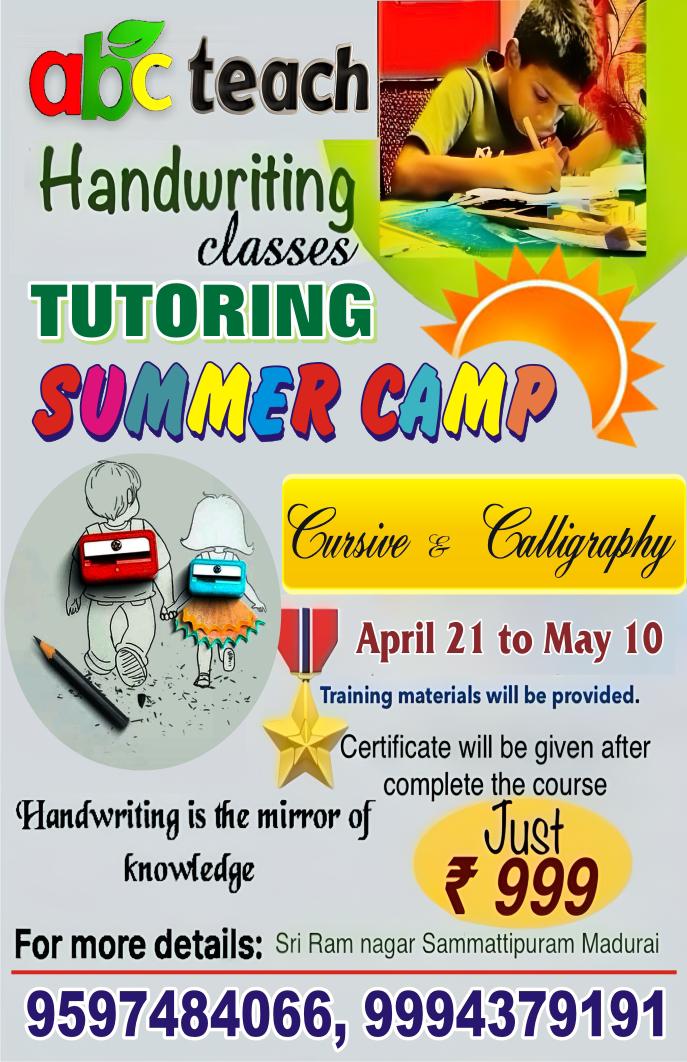 abc teach
Handwriting
classes
TUTORING
SUMMER CAMP
Cursive & Calligraphy
April 21 to May 10
Training materials will be provided.
Certificate will be given after
complete the course
Handwriting is the mirror of
knowledge
Just
₹ 999
For more details: Sri Ram nagar Sammattipuram Madurai
9597484066, 9994379191